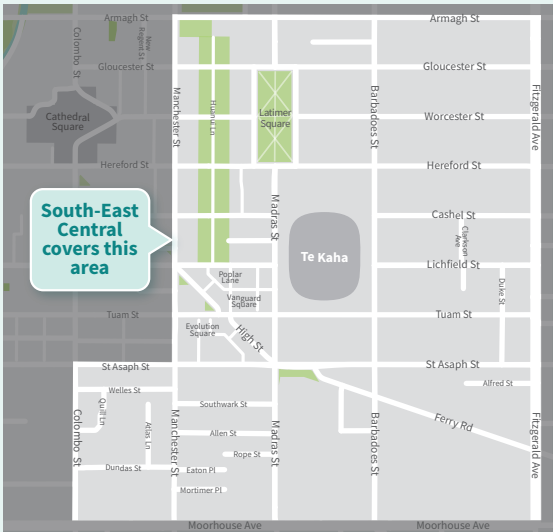 Armagh St
Armagh St
Colombo St
New
Regent St
Gloucester St
Gloucester St
Manchester St
Huanui Ln
Latimer
Square
Barbadoes St
Fitzgerald Ave
Cathedral
Square
Worcester St
Hereford St
Hereford St
South-East
Central
covers this
area
Madras St
Cashel St
Clarkson
Ave
Te Kaha
Lichfield St
Poplar
Lane
Vanguard
Square
Duke St
Tuam St
Evolution
Square
High St
Tuam St
St Asaph St
St Asaph St
Welles St
Alfred St
Quill Ln
Southwark St
Colombo St
Atlas Ln
Manchester St
Allen St
Madras St
Barbadoes St
Ferry Rd
Fitzgerald Ave
Rope St
Dundas St
Eaton Pl
Mortimer Pl
Moorhouse Ave
Moorhouse Ave